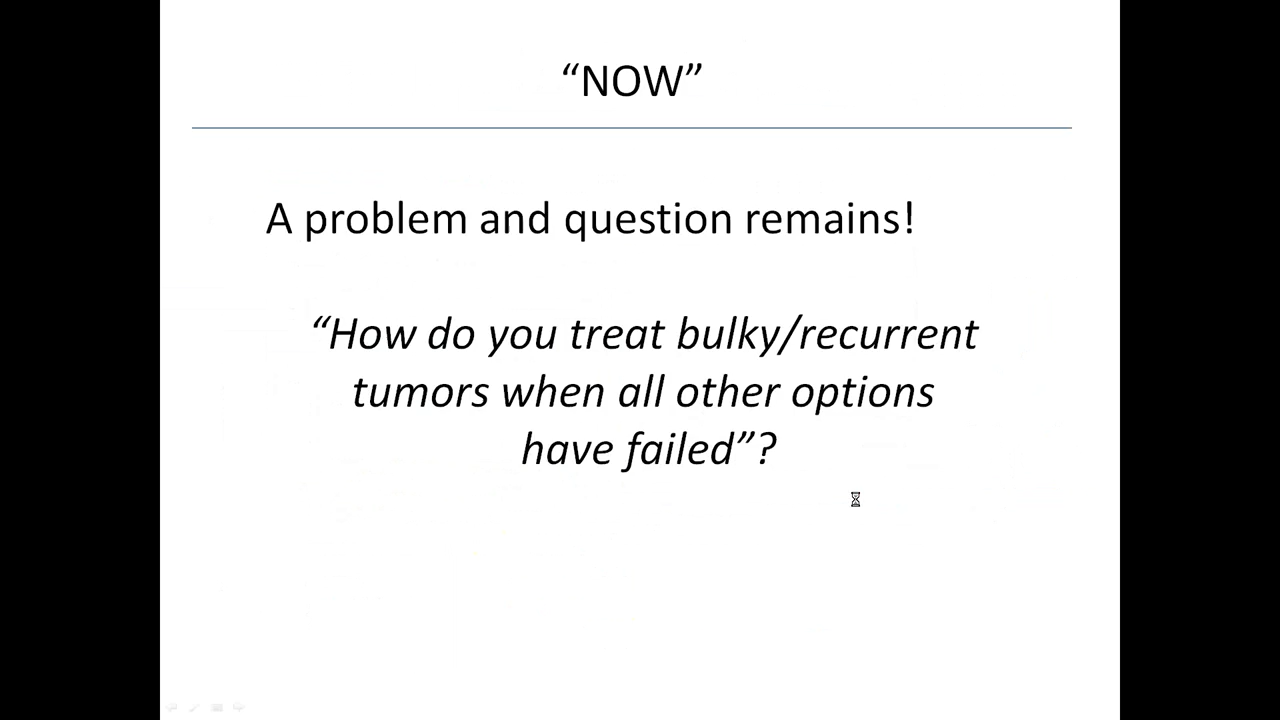 “NOW”
A problem and question remains!
“How do you treat bulky/recurrent
tumors when all other options
have failed”?